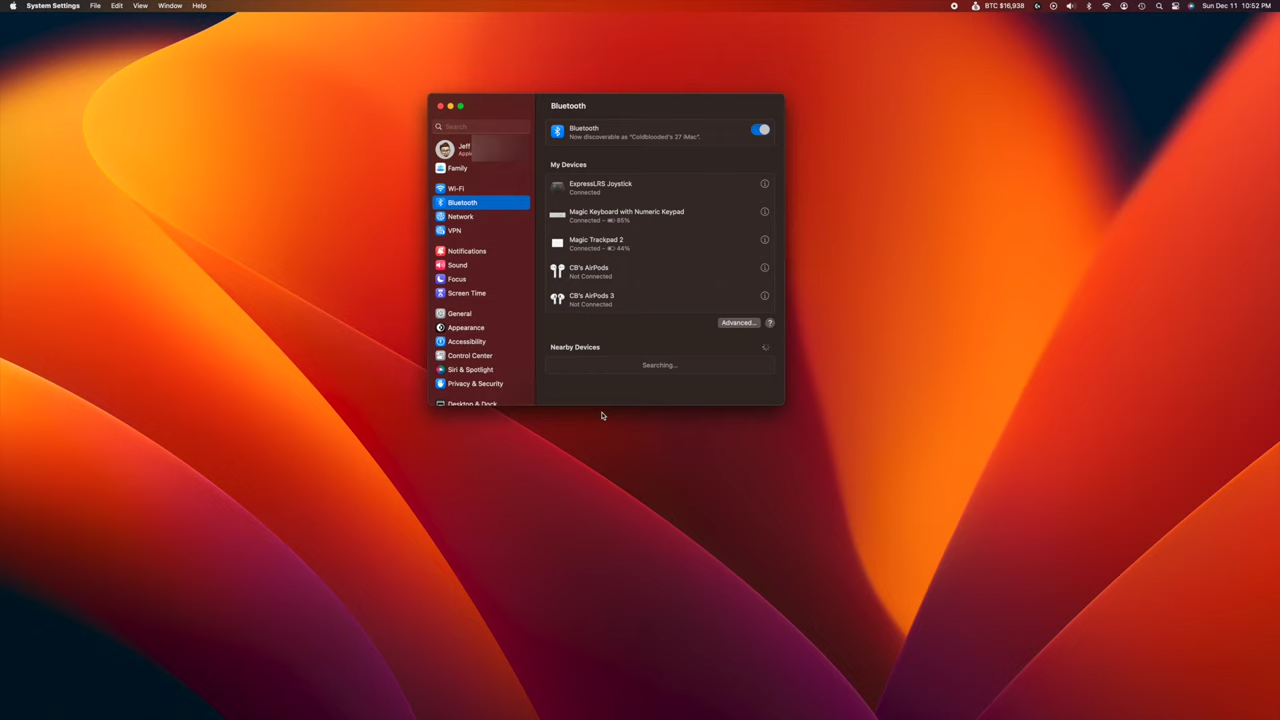 System Settings File Edit View Window Help
BTC $16,938 Sun Dec 11 10:52 PM
Search
Jeff
Apple
Family
Wi-Fi
Bluetooth
Network
VPN
Notifications
Sound
Focus
Screen Time
General
Appearance
Accessibility
Control Center
Siri & Spotlight
Privacy & Security
Desktop & Dock
Bluetooth
Bluetooth
Now discoverable as "Coldblooded's 27 iMac".
My Devices
ExpressLRS Joystick
Connected
Magic Keyboard with Numeric Keypad
Connected – 85%
Magic Trackpad 2
Connected – 44%
CB's AirPods
Not Connected
CB's AirPods 3
Not Connected
Advanced... ?
Nearby Devices
Searching...